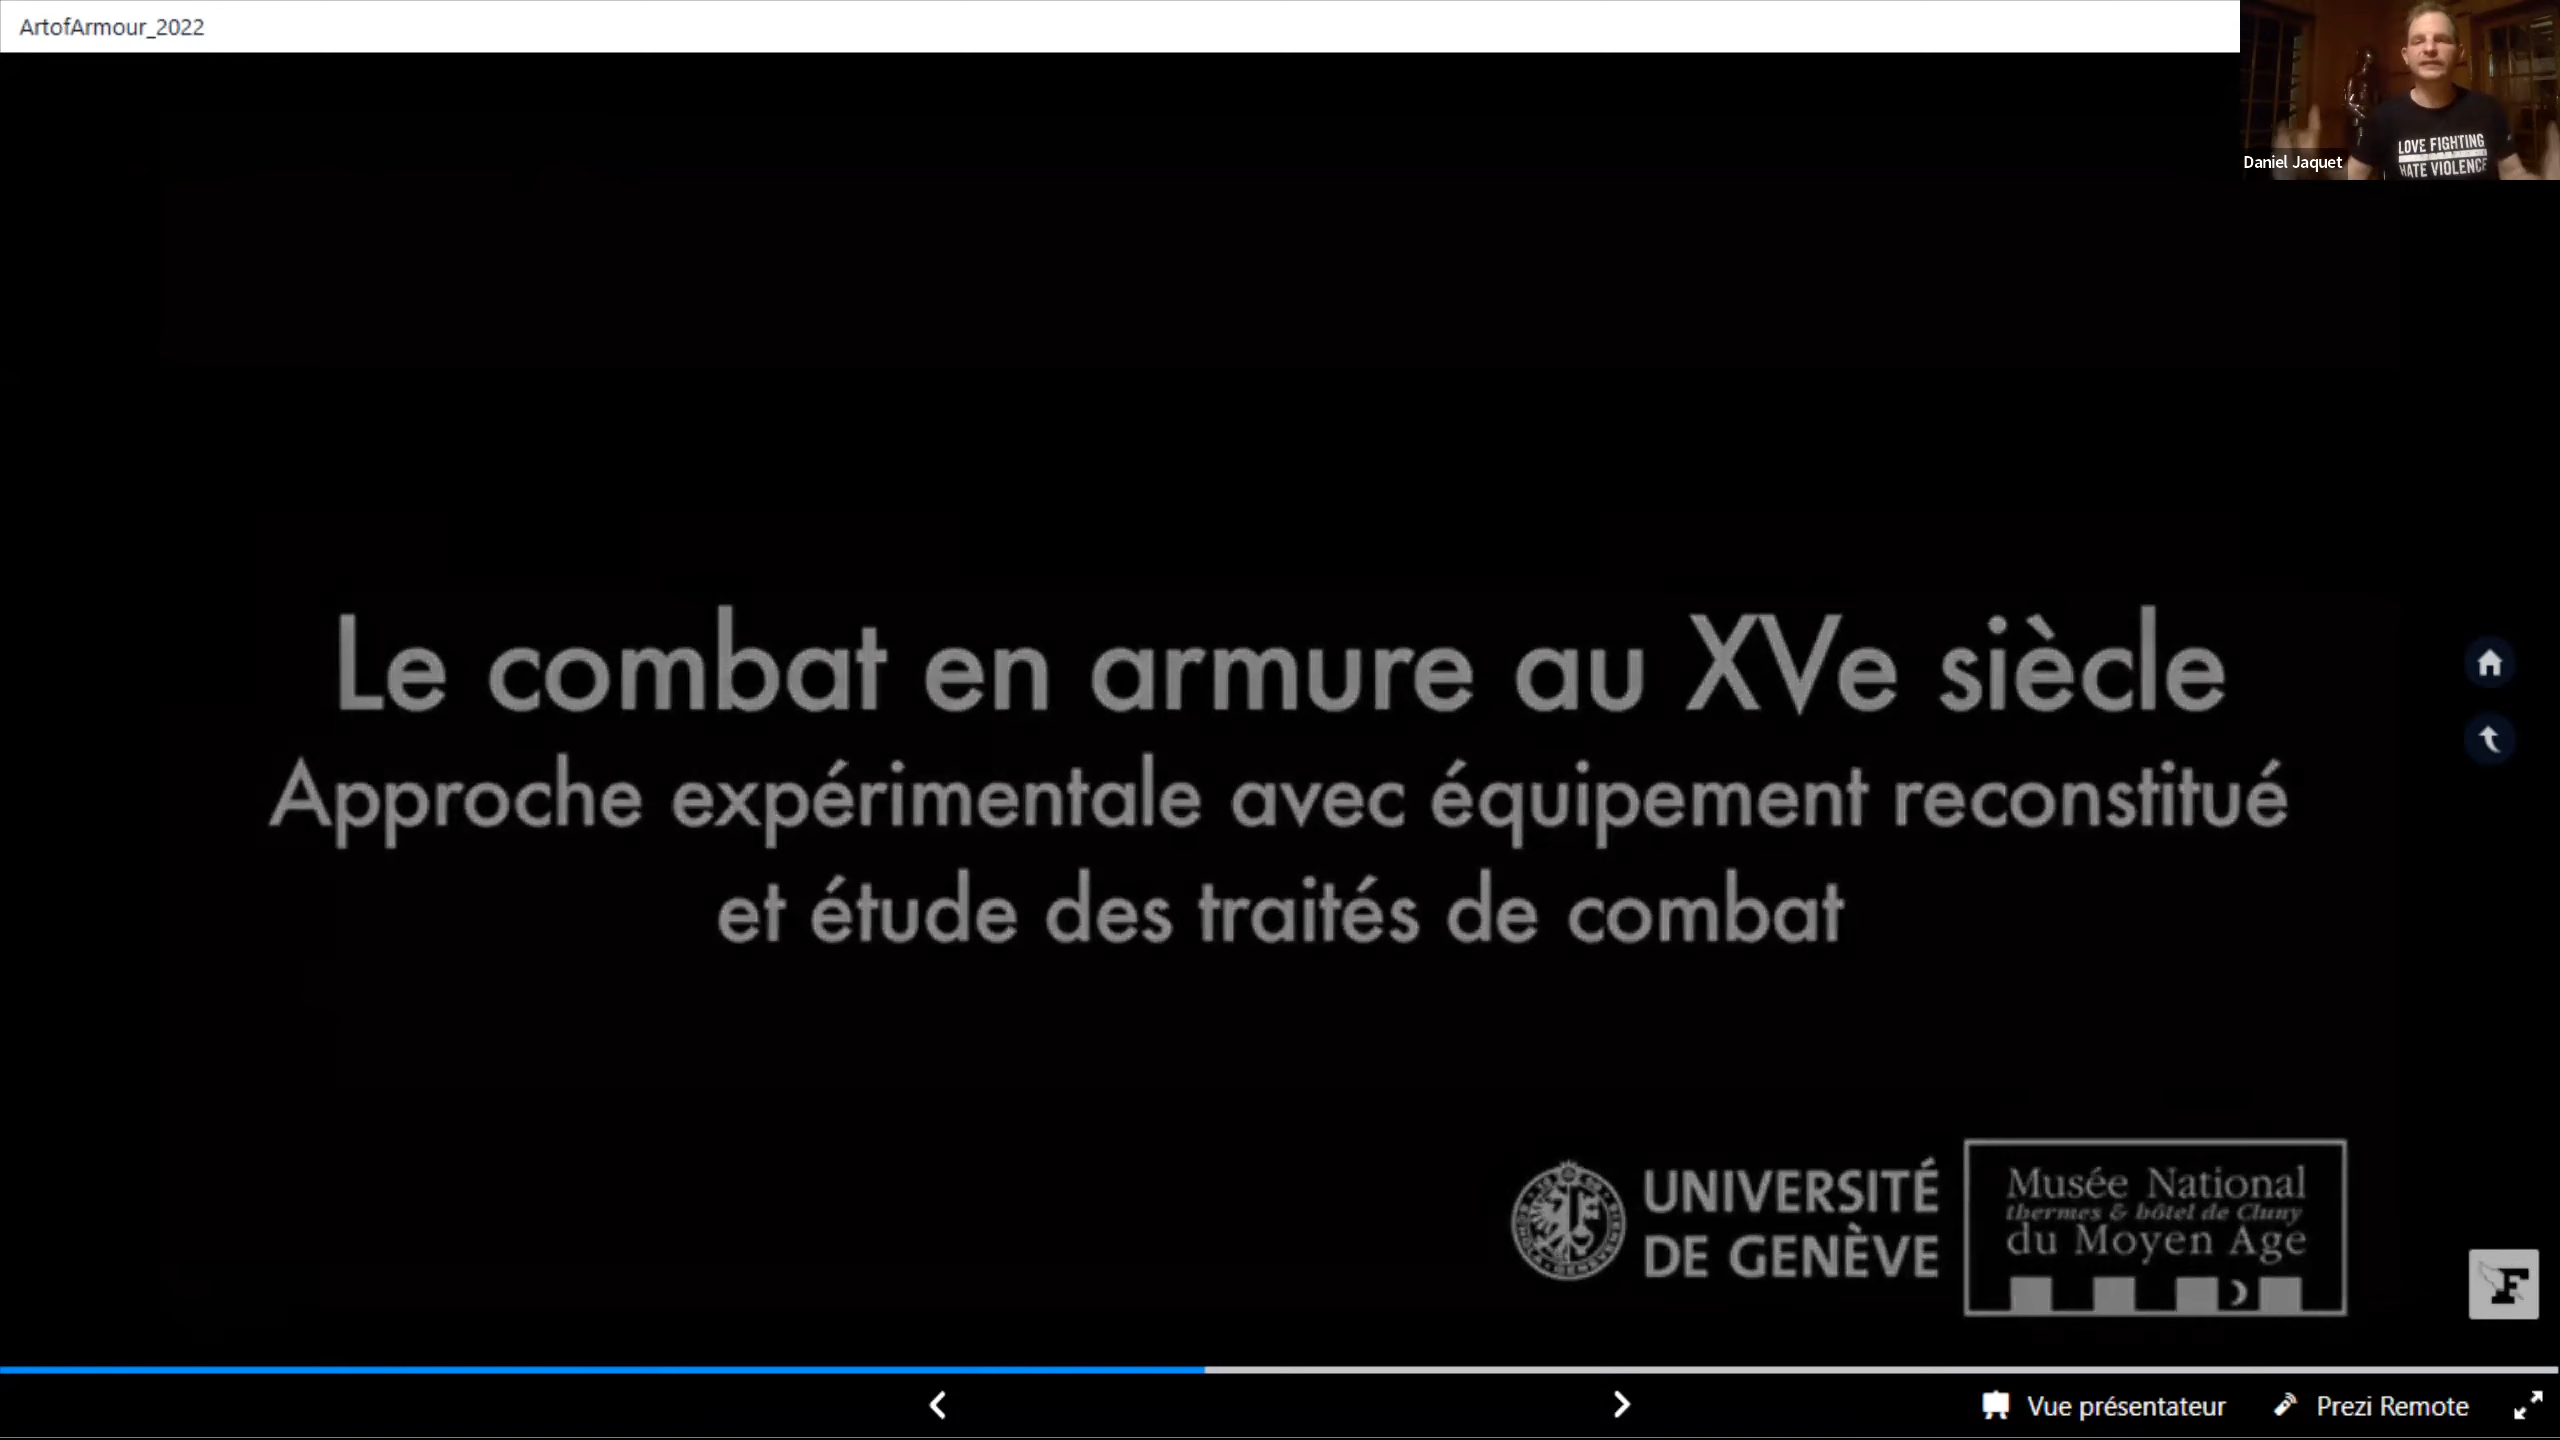 ArtofArmour_2022
LOVE FIGHTING
HATE VIOLENCE
Daniel Jaquet
Le combat en armure au XVe siècle
Approche expérimentale avec équipement reconstitué
et étude des traités de combat
UNIVERSITÉ
DE GENÈVE
Musée National
thermes & hôtel de Cluny
du Moyen Age
F
Vue présentateur
Prezi Remote